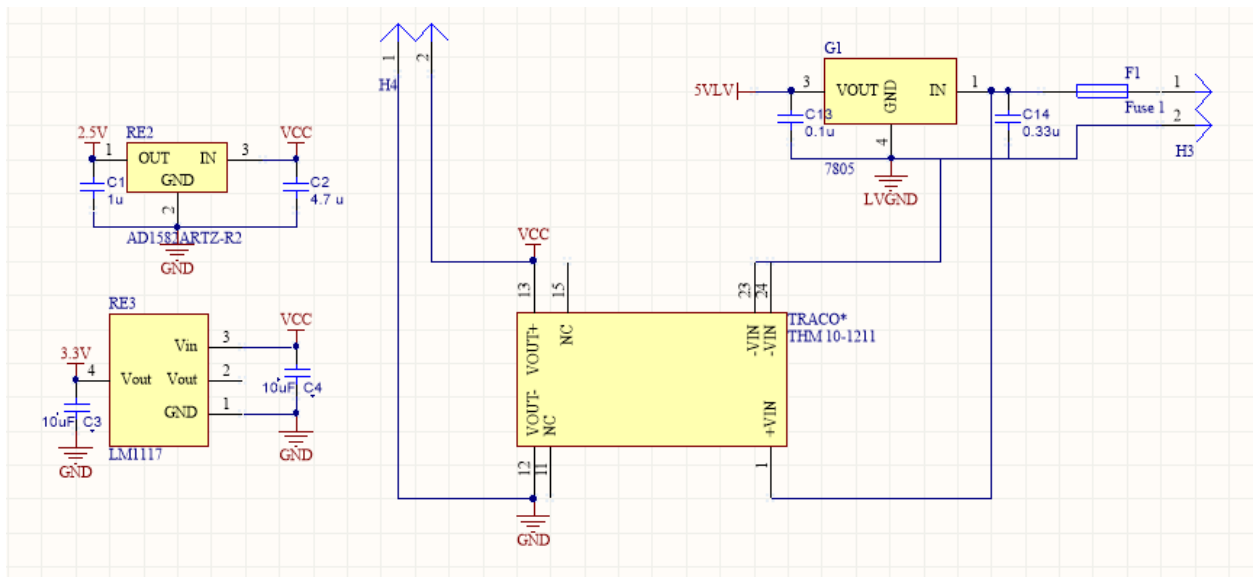 1
2
H4
2.5V
RE2
VCC
1
OUT
IN
3
GND
2
C1
1u
C2
4.7 u
AD1582ARTZ-R2
GND
RE3
VCC
Vin
3
3.3V
4
Vout
Vout
2
GND
1
10uF
C3
10uF
C4
LM1117
GND
GND
G1
5VLV
3
VOUT
GND
IN
1
4
C13
0.1u
C14
0.33u
7805
LVGND
F1
Fuse 1
1
2
H3
VCC
13
15
23
24
VOUT+
NC
-VIN
-VIN
TRACO*
THM 10-1211
VOUT-
NC
+VIN
12
11
1
GND